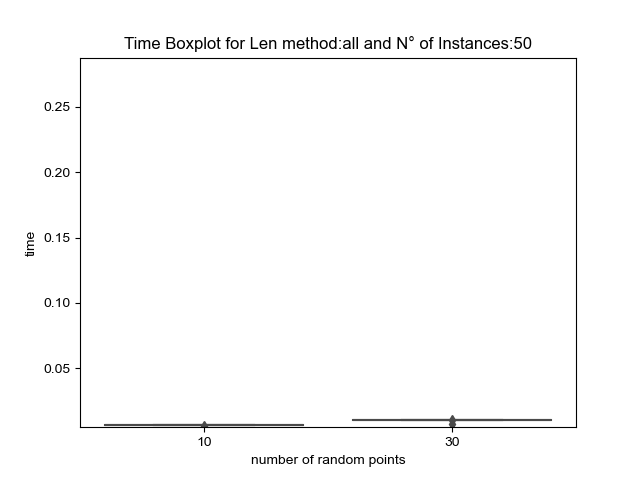 Time Boxplot for Len method:all and N° of Instances:50
0.25
0.20
0.15
0.10
0.05
time
10
30
number of random points